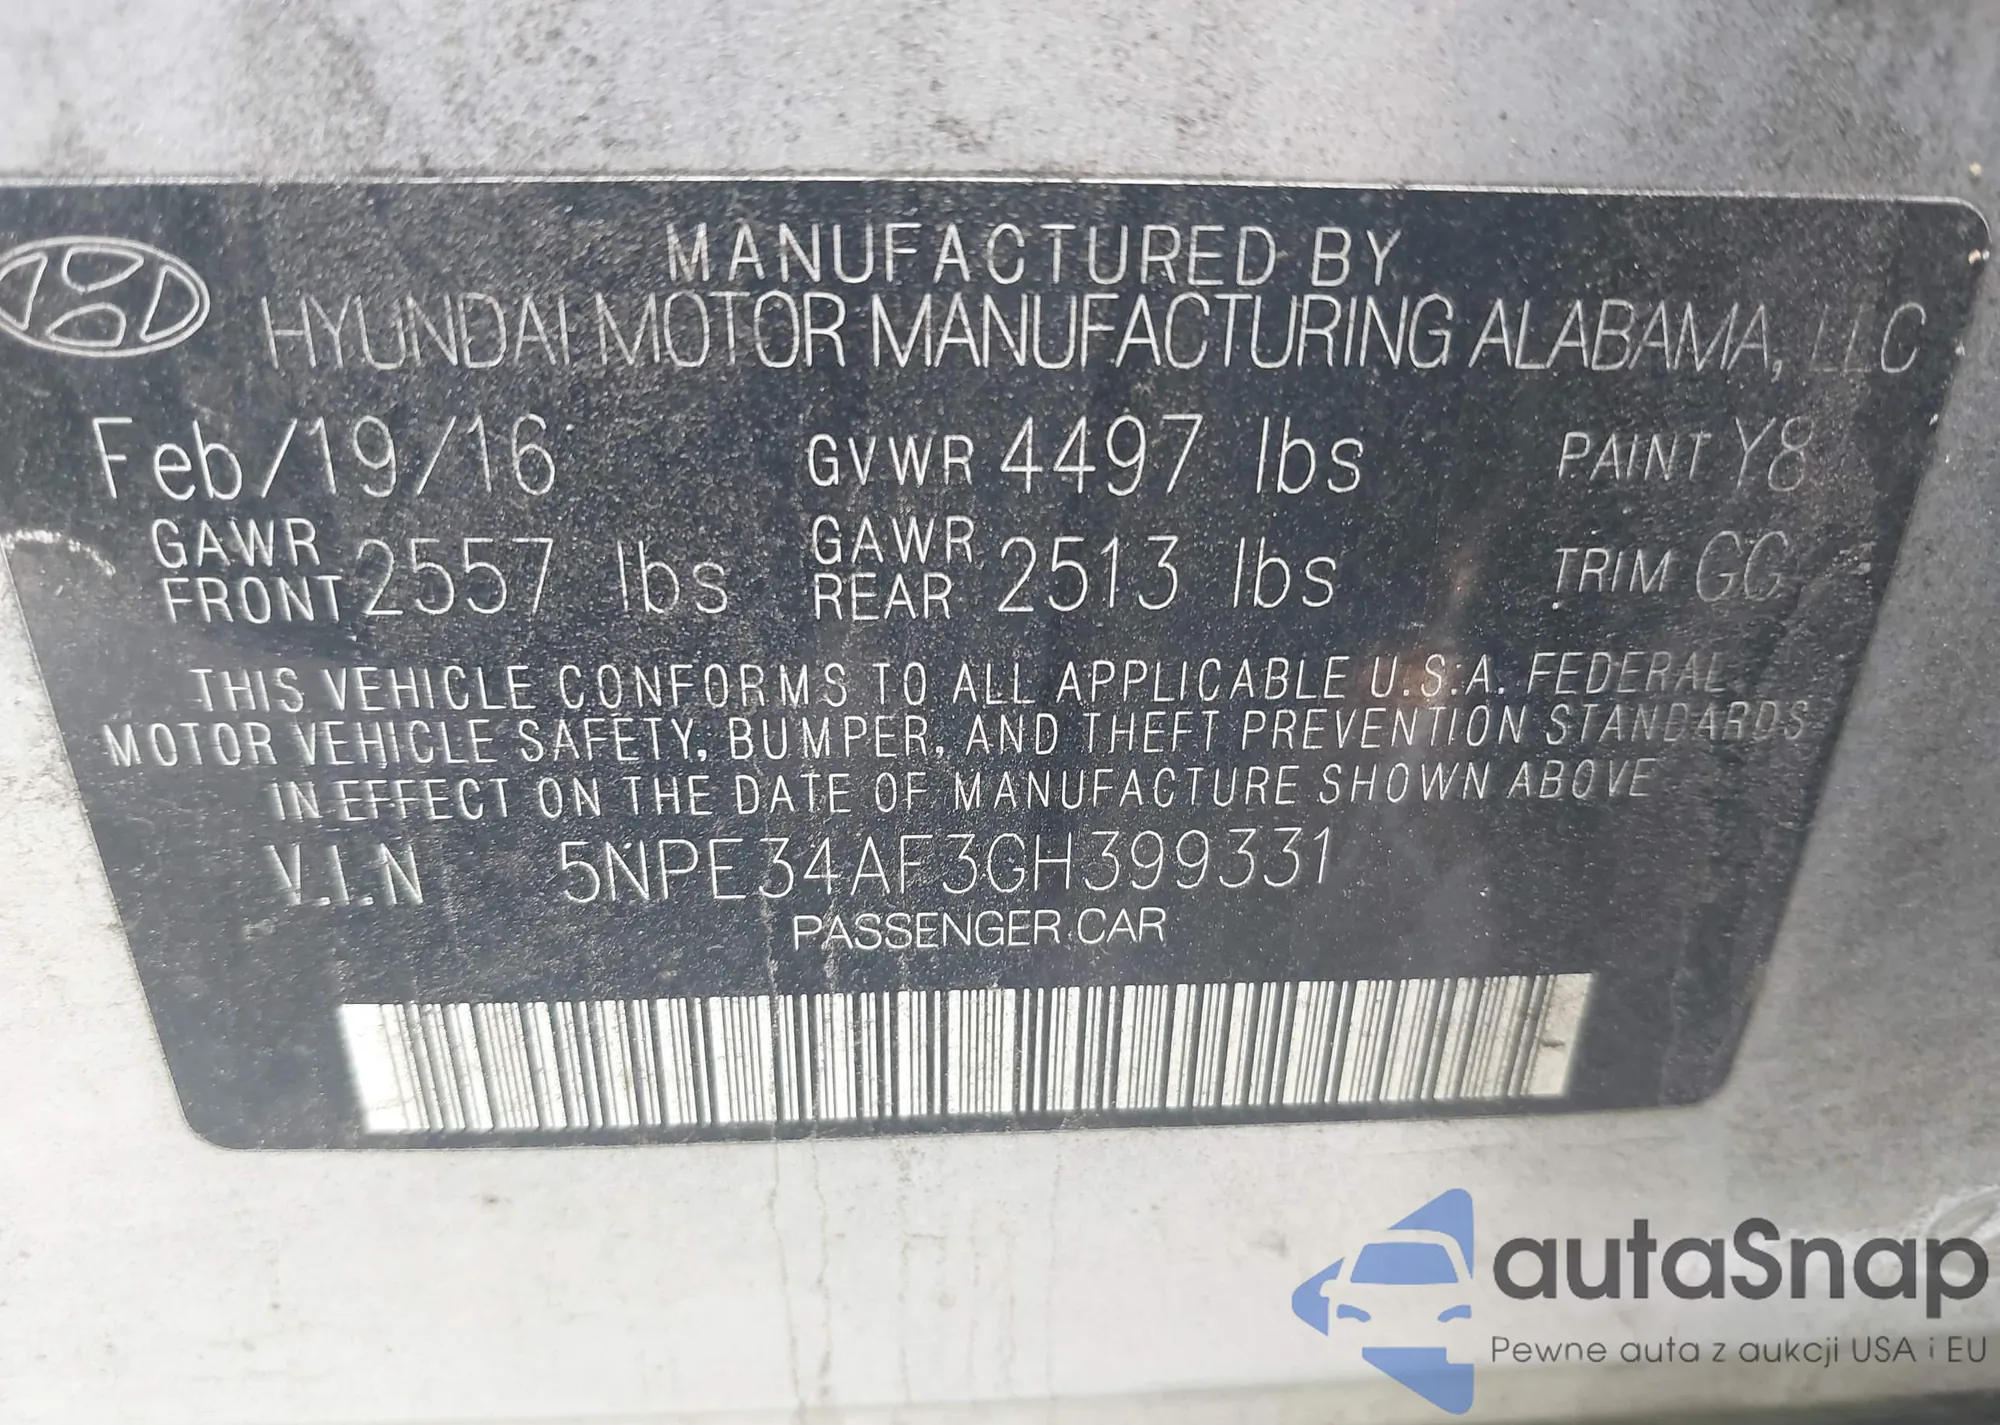 MANUFACTURED BY
HYUNDAI MOTOR MANUFACTURING ALABAMA, LLC
Feb/19/16 GVWR 4497 lbs PAINT Y8
GAWR FRONT 2557 lbs GAWR REAR 2513 lbs TRIM GG
THIS VEHICLE CONFORMS TO ALL APPLICABLE U.S.A. FEDERAL
MOTOR VEHICLE SAFETY, BUMPER, AND THEFT PREVENTION STANDARDS
IN EFFECT ON THE DATE OF MANUFACTURE SHOWN ABOVE
V.I.N 5NPE34AF3GH399331
PASSENGER CAR
autaSnap
Pewne auta z aukcji USA i EU